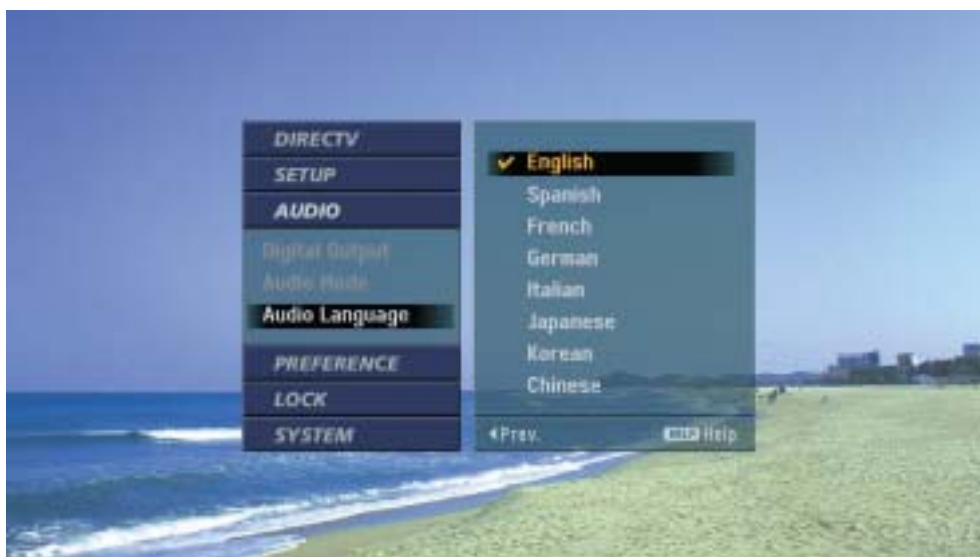 DIRECTV
SETUP
AUDIO
Digital Output
Audio Mode
Audio Language
PREFERENCE
LOCK
SYSTEM
✔ English
Spanish
French
German
Italian
Japanese
Korean
Chinese
◀Prev.
HELP Help